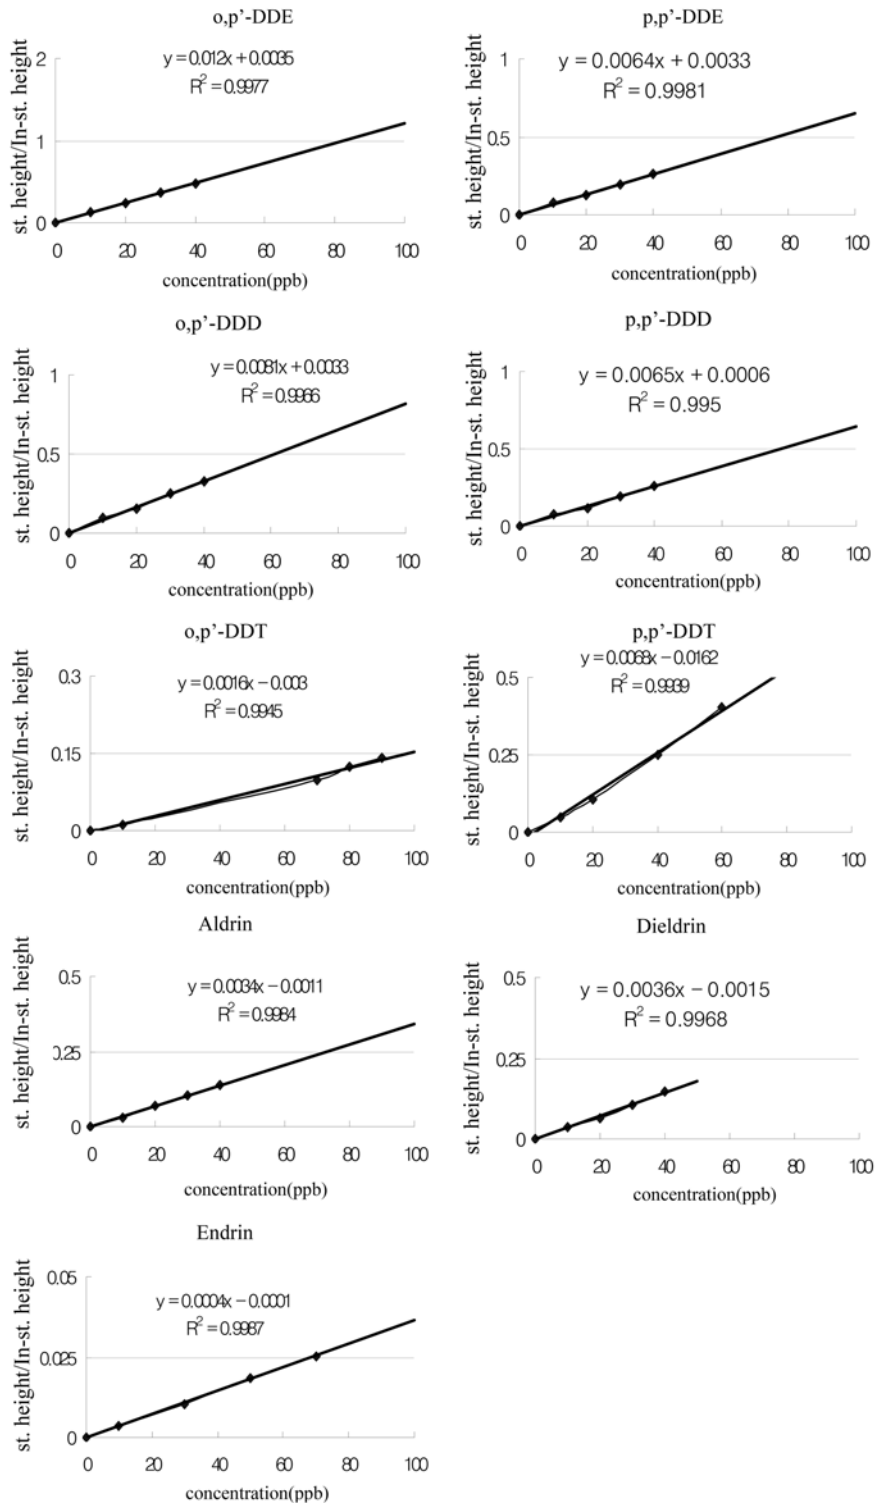 o,p’-DDE
y = 0.012x + 0.0035
R² = 0.9977
st. height/In-st. height
2
1
0
0 20 40 60 80 100
concentration(ppb)
p,p’-DDE
y = 0.0064x + 0.0033
R² = 0.9981
st. height/In-st. height
1
0.5
0
0 20 40 60 80 100
concentration(ppb)
o,p’-DDD
y = 0.0081x + 0.0033
R² = 0.9966
st. height/In-st. height
1
0.5
0
0 20 40 60 80 100
concentration(ppb)
p,p’-DDD
y = 0.0065x + 0.0006
R² = 0.995
st. height/In-st. height
1
0.5
0
0 20 40 60 80 100
concentration(ppb)
o,p’-DDT
y = 0.0016x − 0.003
R² = 0.9945
st. height/In-st. height
0.3
0.15
0
0 20 40 60 80 100
concentration(ppb)
p,p’-DDT
y = 0.0068x − 0.0162
R² = 0.9939
st. height/In-st. height
0.5
0.25
0
0 20 40 60 80 100
concentration(ppb)
Aldrin
y = 0.0034x − 0.0011
R² = 0.9984
st. height/In-st. height
0.5
0.25
0
0 20 40 60 80 100
concentration(ppb)
Dieldrin
y = 0.0036x − 0.0015
R² = 0.9968
st. height/In-st. height
0.5
0.25
0
0 20 40 60 80 100
concentration(ppb)
Endrin
y = 0.0004x − 0.0001
R² = 0.9987
st. height/In-st. height
0.05
0.025
0
0 20 40 60 80 100
concentration(ppb)